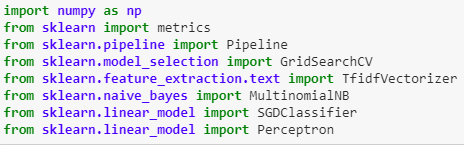 import numpy as np
from sklearn import metrics
from sklearn.pipeline import Pipeline
from sklearn.model_selection import GridSearchCV
from sklearn.feature_extraction.text import TfidfVectorizer
from sklearn.naive_bayes import MultinomialNB
from sklearn.linear_model import SGDClassifier
from sklearn.linear_model import Perceptron